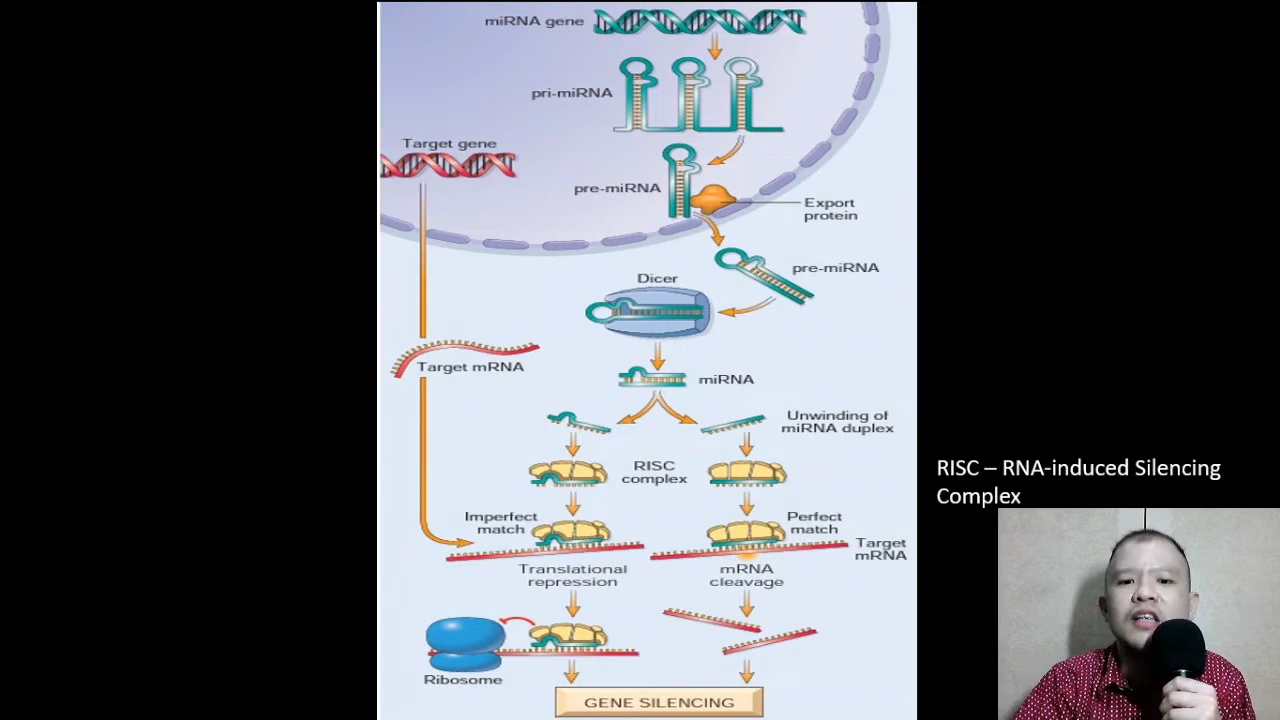 miRNA gene
pri-miRNA
Target gene
pre-miRNA
Export
protein
pre-miRNA
Dicer
Target mRNA
miRNA
Unwinding of
miRNA duplex
RISC
complex
RISC – RNA-induced Silencing
Complex
Imperfect
match
Perfect
match
Target
mRNA
Translational
repression
mRNA
cleavage
Ribosome
GENE SILENCING